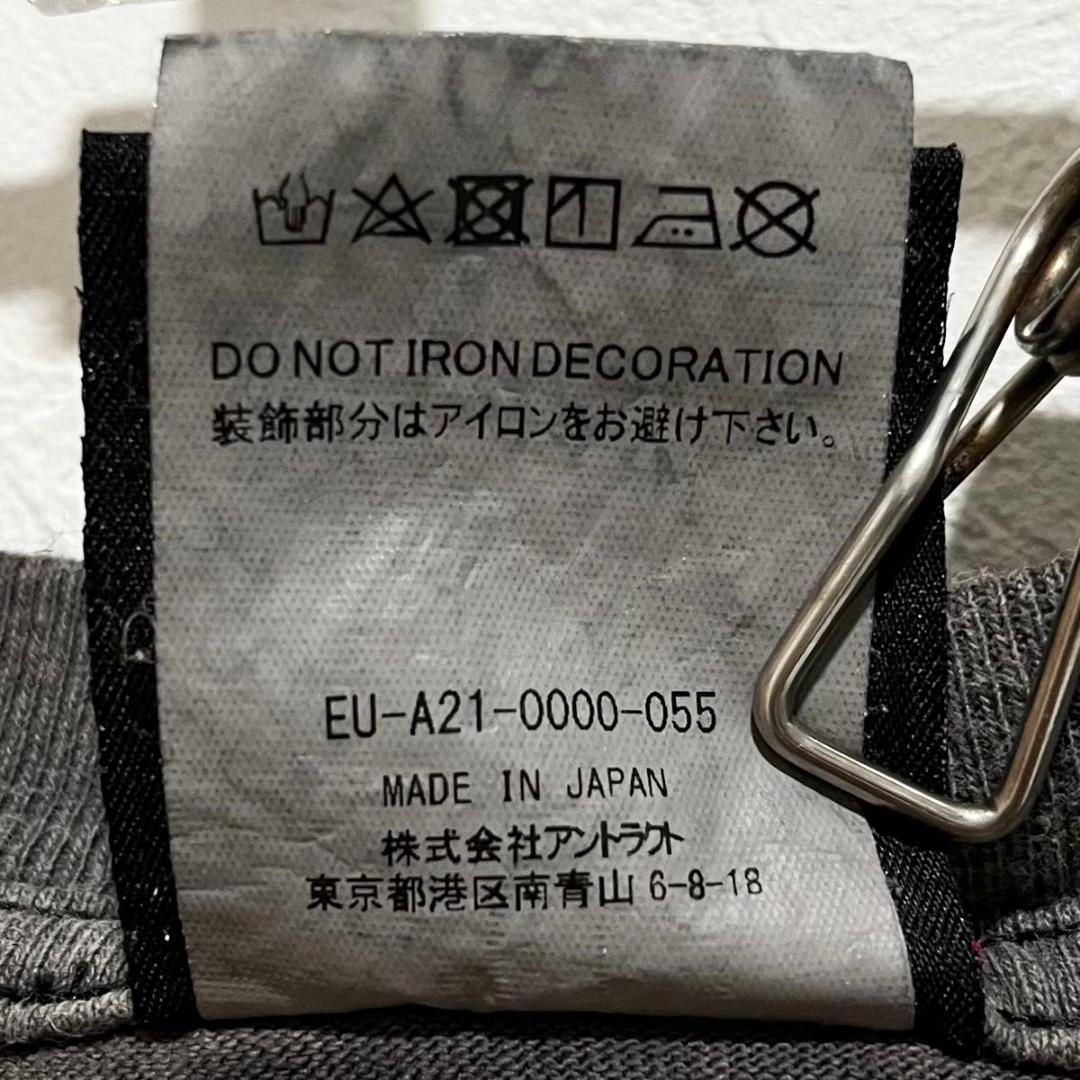 DO NOT IRON DECORATION
装飾部分はアイロンをお避け下さい。
EU-A21-0000-055
MADE IN JAPAN
株式会社アントラクト
東京都港区南青山 6-8-18